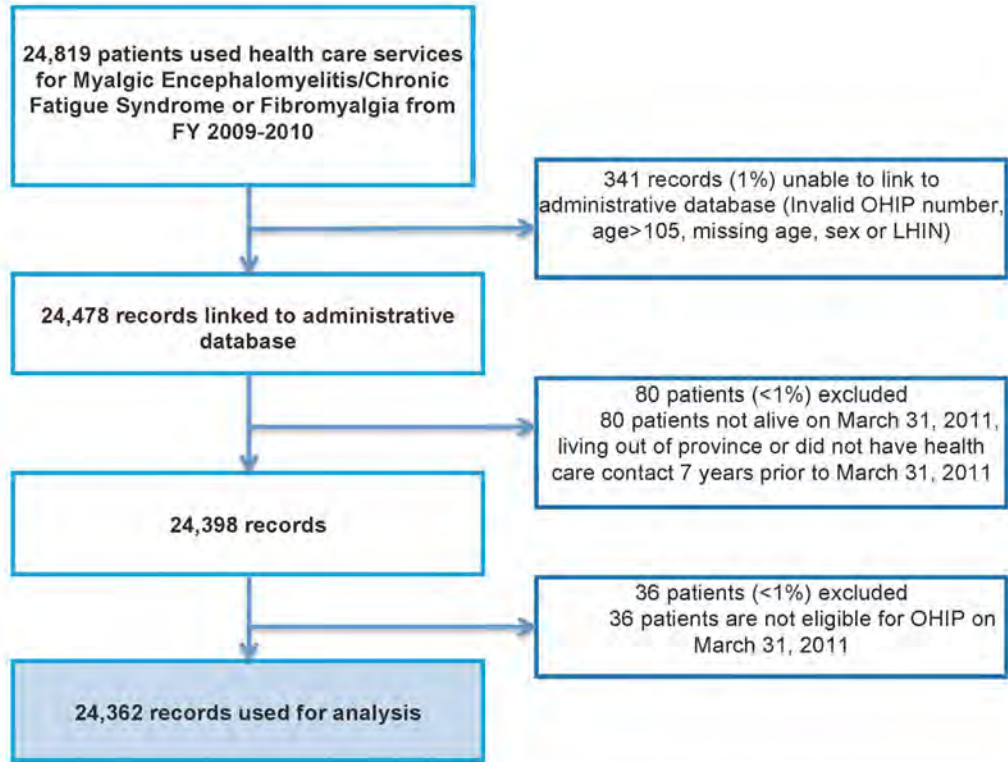 24,819 patients used health care services
for Myalgic Encephalomyelitis/Chronic
Fatigue Syndrome or Fibromyalgia from
FY 2009-2010
341 records (1%) unable to link to
administrative database (Invalid OHIP number,
age>105, missing age, sex or LHIN)
24,478 records linked to administrative
database
80 patients (<1%) excluded
80 patients not alive on March 31, 2011,
living out of province or did not have health
care contact 7 years prior to March 31, 2011
24,398 records
36 patients (<1%) excluded
36 patients are not eligible for OHIP on
March 31, 2011
24,362 records used for analysis